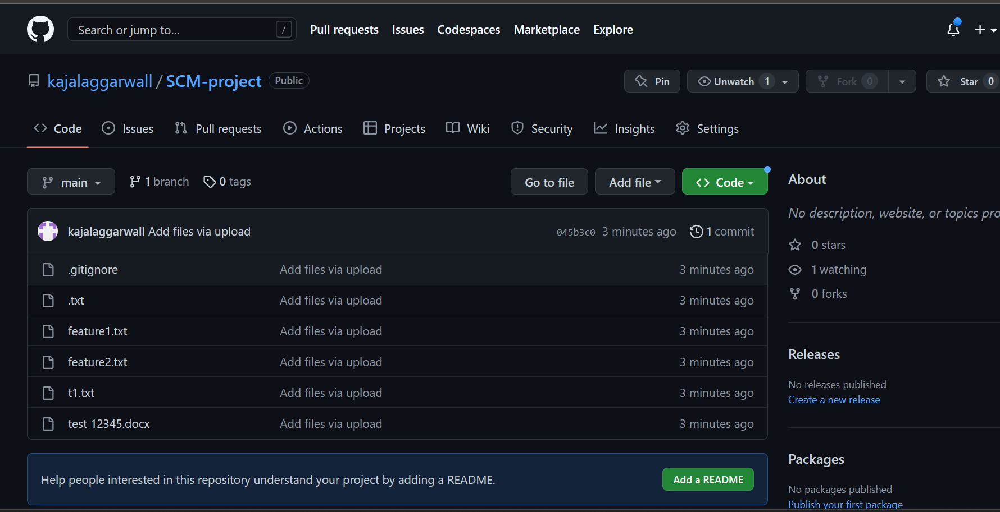 Search or jump to... /
Pull requests Issues Codespaces Marketplace Explore
kajalaggarwall / SCM-project Public
Pin Unwatch 1 Fork 0 Star 0
Code Issues Pull requests Actions Projects Wiki Security Insights Settings
main 1 branch 0 tags Go to file Add file Code
kajalaggarwall Add files via upload 045b3c0 3 minutes ago 1 commit
.gitignore Add files via upload 3 minutes ago
.txt Add files via upload 3 minutes ago
feature1.txt Add files via upload 3 minutes ago
feature2.txt Add files via upload 3 minutes ago
t1.txt Add files via upload 3 minutes ago
test 12345.docx Add files via upload 3 minutes ago
Help people interested in this repository understand your project by adding a README. Add a README
About
No description, website, or topics pro
0 stars
1 watching
0 forks
Releases
No releases published
Create a new release
Packages
No packages published
Publish your first package